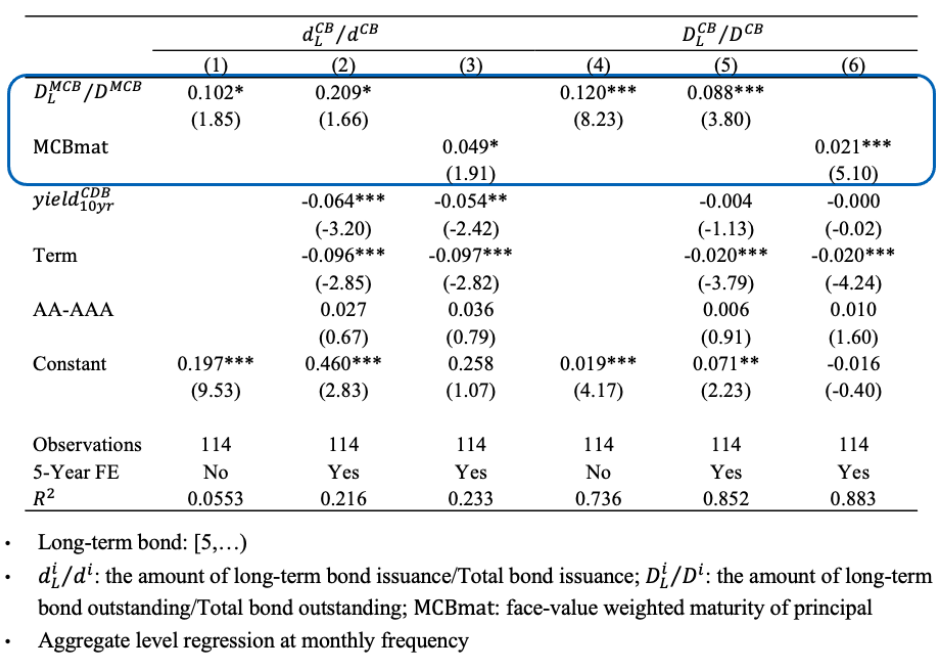 d_L^{CB}/d^{CB} D_L^{CB}/D^{CB}
(1) (2) (3) (4) (5) (6)
D_L^{MCB}/D^{MCB} 0.102* 0.209* 0.120*** 0.088***
(1.85) (1.66) (8.23) (3.80)
MCBmat 0.049* 0.021***
(1.91) (5.10)
yield_{10yr}^{CDB} -0.064*** -0.054** -0.004 -0.000
(-3.20) (-2.42) (-1.13) (-0.02)
Term -0.096*** -0.097*** -0.020*** -0.020***
(-2.85) (-2.82) (-3.79) (-4.24)
AA-AAA 0.027 0.036 0.006 0.010
(0.67) (0.79) (0.91) (1.60)
Constant 0.197*** 0.460*** 0.258 0.019*** 0.071** -0.016
(9.53) (2.83) (1.07) (4.17) (2.23) (-0.40)
Observations 114 114 114 114 114 114
5-Year FE No Yes Yes No Yes Yes
R^2 0.0553 0.216 0.233 0.736 0.852 0.883
• Long-term bond: [5,…)
• d_L^i/d^i: the amount of long-term bond issuance/Total bond issuance; D_L^i/D^i: the amount of long-term
bond outstanding/Total bond outstanding; MCBmat: face-value weighted maturity of principal
• Aggregate level regression at monthly frequency